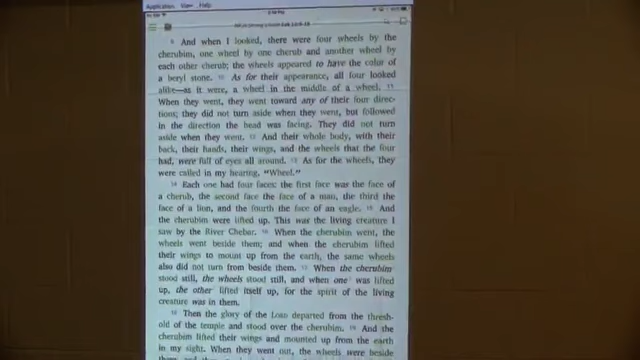 Application View Help
9 And when I looked, there were four wheels by the
cherubim, one wheel by one cherub and another wheel by
each other cherub; the wheels appeared to have the color of
a beryl stone. 10 As for their appearance, all four looked
alike—as it were, a wheel in the middle of a wheel. 11
When they went, they went toward any of their four direc-
tions; they did not turn aside when they went, but followed
in the direction the head was facing. They did not turn
aside when they went. 12 And their whole body, with their
back, their hands, their wings, and the wheels that the four
had, were full of eyes all around. 13 As for the wheels, they
were called in my hearing, "Wheel."
14 Each one had four faces: the first face was the face of
a cherub, the second face the face of a man, the third the
face of a lion, and the fourth the face of an eagle. 15 And
the cherubim were lifted up. This was the living creature I
saw by the River Chebar. 16 When the cherubim went, the
wheels went beside them; and when the cherubim lifted
their wings to mount up from the earth, the same wheels
also did not turn from beside them. 17 When the cherubim
stood still, the wheels stood still, and when one was lifted
up, the other lifted itself up, for the spirit of the living
creature was in them.
18 Then the glory of the LORD departed from the thresh-
old of the temple and stood over the cherubim. 19 And the
cherubim lifted their wings and mounted up from the earth
in my sight. When they went out, the wheels were beside